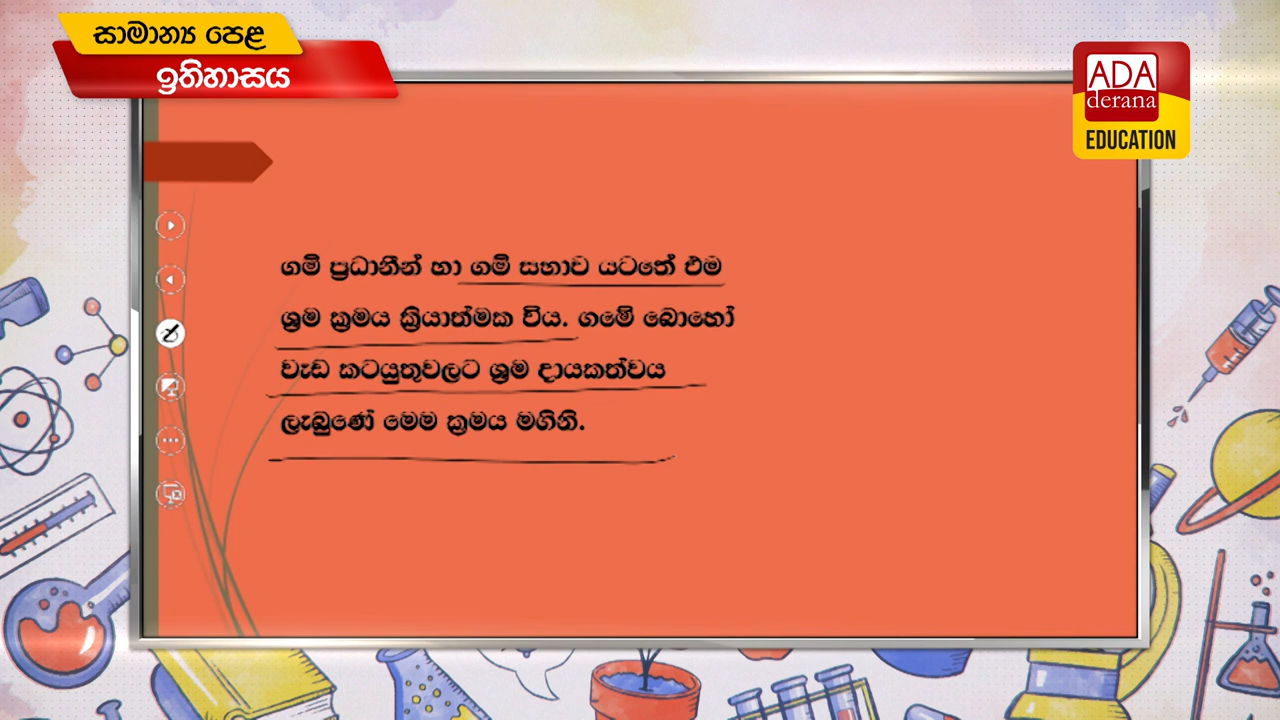 සාමාන්‍ය පෙළ
ඉතිහාසය
ADA
derana
EDUCATION
ගම් ප්‍රධානීන් හා ගම් සභාව යටතේ එම
ශ්‍රම ක්‍රමය ක්‍රියාත්මක විය. ගමේ බොහෝ
වැඩ කටයුතුවලට ශ්‍රම දායකත්වය
ලැබුණේ මෙම ක්‍රමය මගිනි.